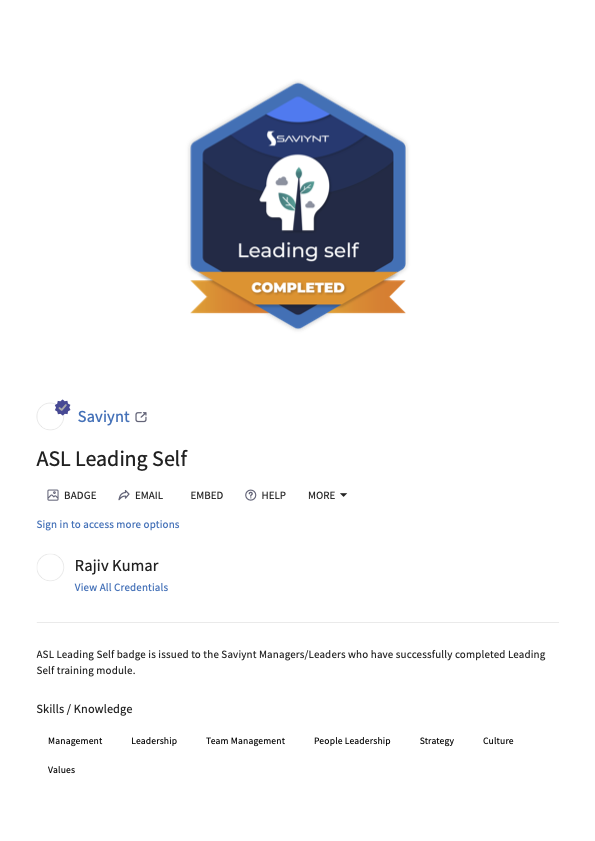 SAVIYNT
Leading self
COMPLETED
Saviynt
ASL Leading Self
BADGE EMAIL EMBED HELP MORE
Sign in to access more options
Rajiv Kumar
View All Credentials
ASL Leading Self badge is issued to the Saviynt Managers/Leaders who have successfully completed Leading
Self training module.
Skills / Knowledge
Management Leadership Team Management People Leadership Strategy Culture
Values